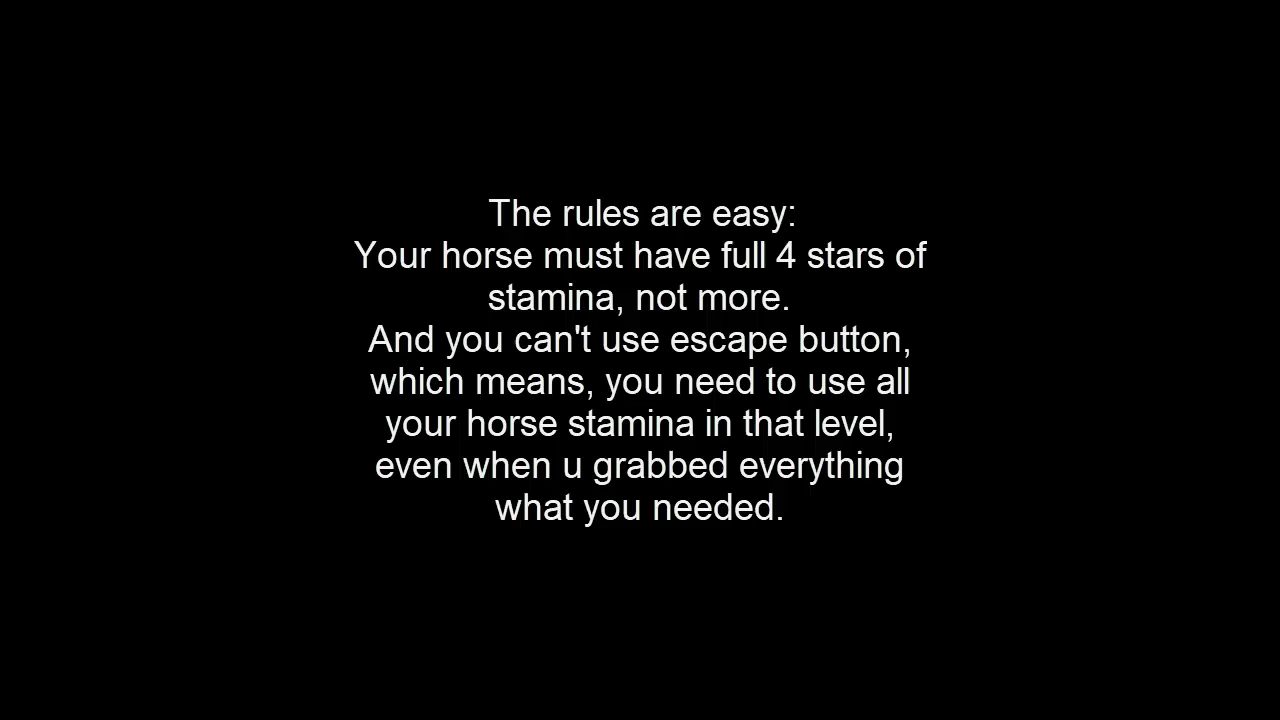 The rules are easy:
Your horse must have full 4 stars of
stamina, not more.
And you can't use escape button,
which means, you need to use all
your horse stamina in that level,
even when u grabbed everything
what you needed.